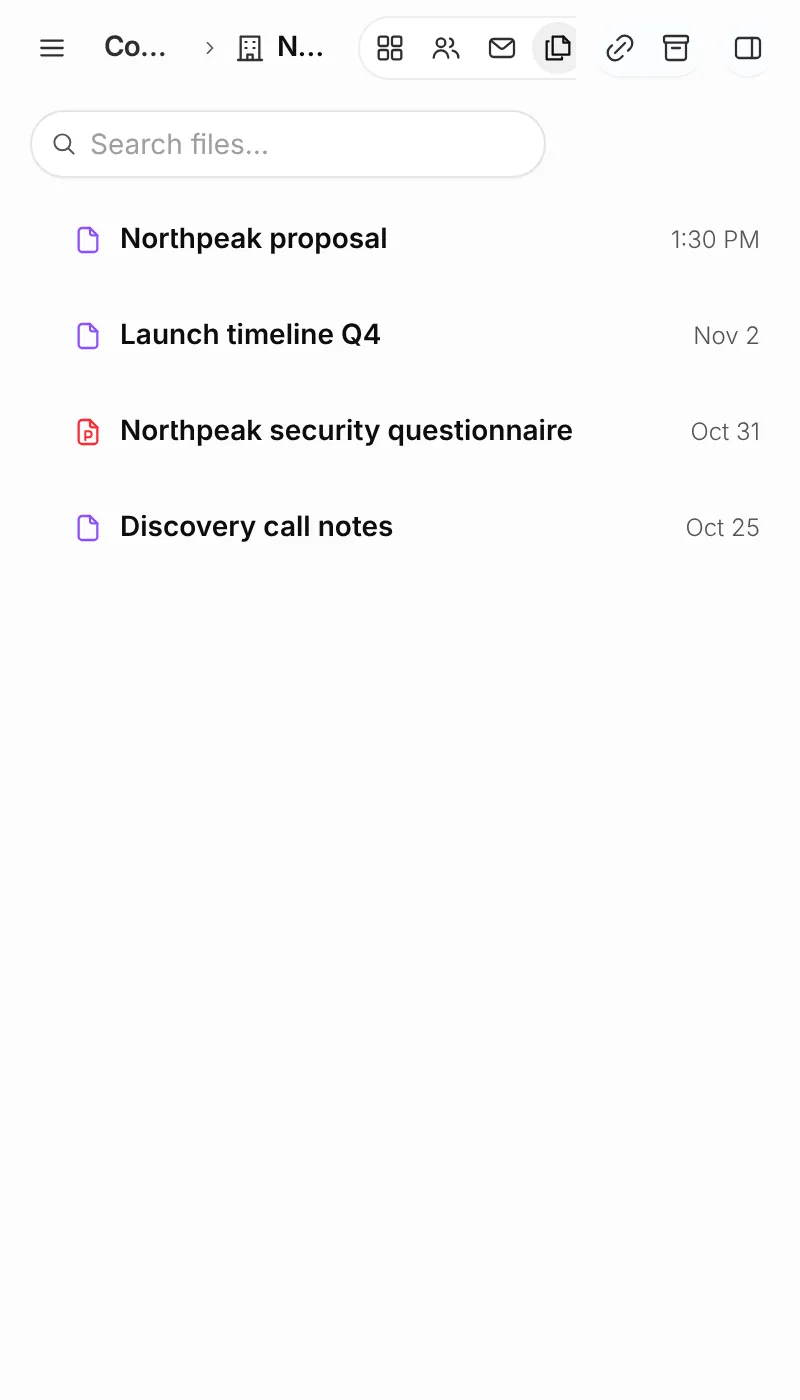 Co...
N...
Search files...
Northpeak proposal
1:30 PM
Launch timeline Q4
Nov 2
Northpeak security questionnaire
Oct 31
Discovery call notes
Oct 25